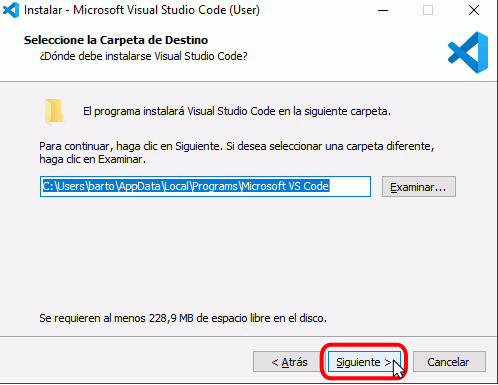 Instalar - Microsoft Visual Studio Code (User)
Seleccione la Carpeta de Destino
¿Dónde debe instalarse Visual Studio Code?
El programa instalará Visual Studio Code en la siguiente carpeta.
Para continuar, haga clic en Siguiente. Si desea seleccionar una carpeta diferente,
haga clic en Examinar.
C:\Users\barto\AppData\Local\Programs\Microsoft VS Code
Examinar...
Se requieren al menos 228,9 MB de espacio libre en el disco.
< Atrás
Siguiente >
Cancelar